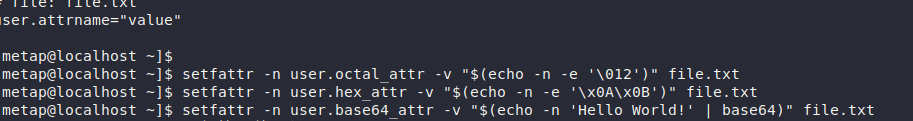 # file: file.txt
user.attrname="value"
metap@localhost ~]$
metap@localhost ~]$ setfattr -n user.octal_attr -v "$(echo -n -e '\012')" file.txt
metap@localhost ~]$ setfattr -n user.hex_attr -v "$(echo -n -e '\x0A\x0B')" file.txt
metap@localhost ~]$ setfattr -n user.base64_attr -v "$(echo -n 'Hello World!' | base64)" file.txt